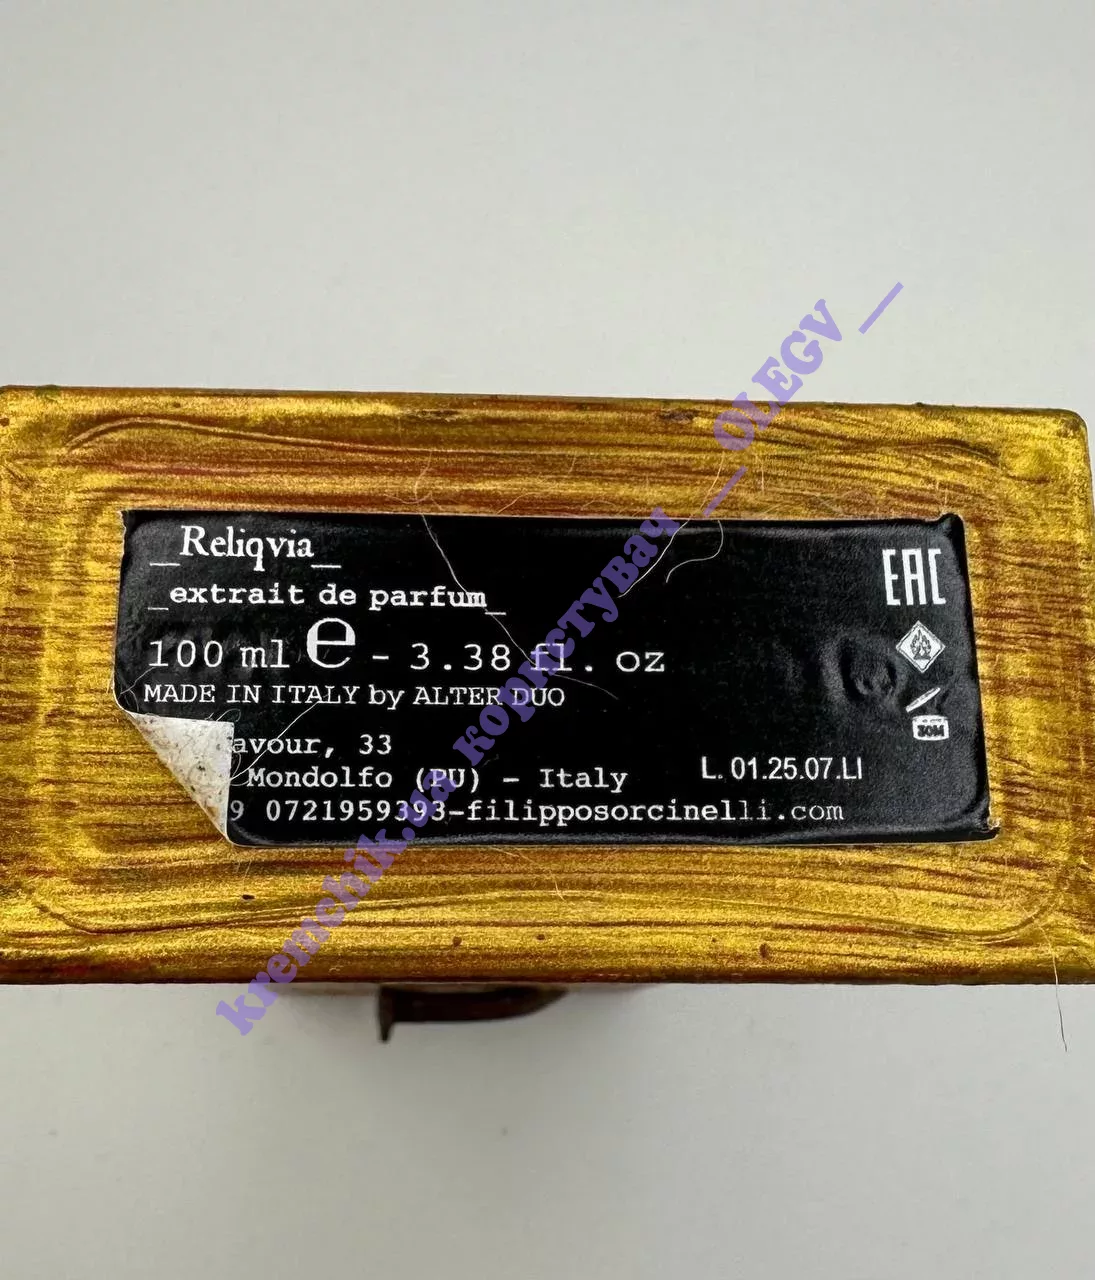 _Reliqvia_
_extrait de parfum_
100 ml e - 3.38 fl. oz
MADE IN ITALY by ALTER DUO
avour, 33
Mondolfo (PU) - Italy
9 0721959393-filipposorcinelli.com
L. 01.25.07.LI
EAC
30M
kremchik.ua користувач __OLEGV__